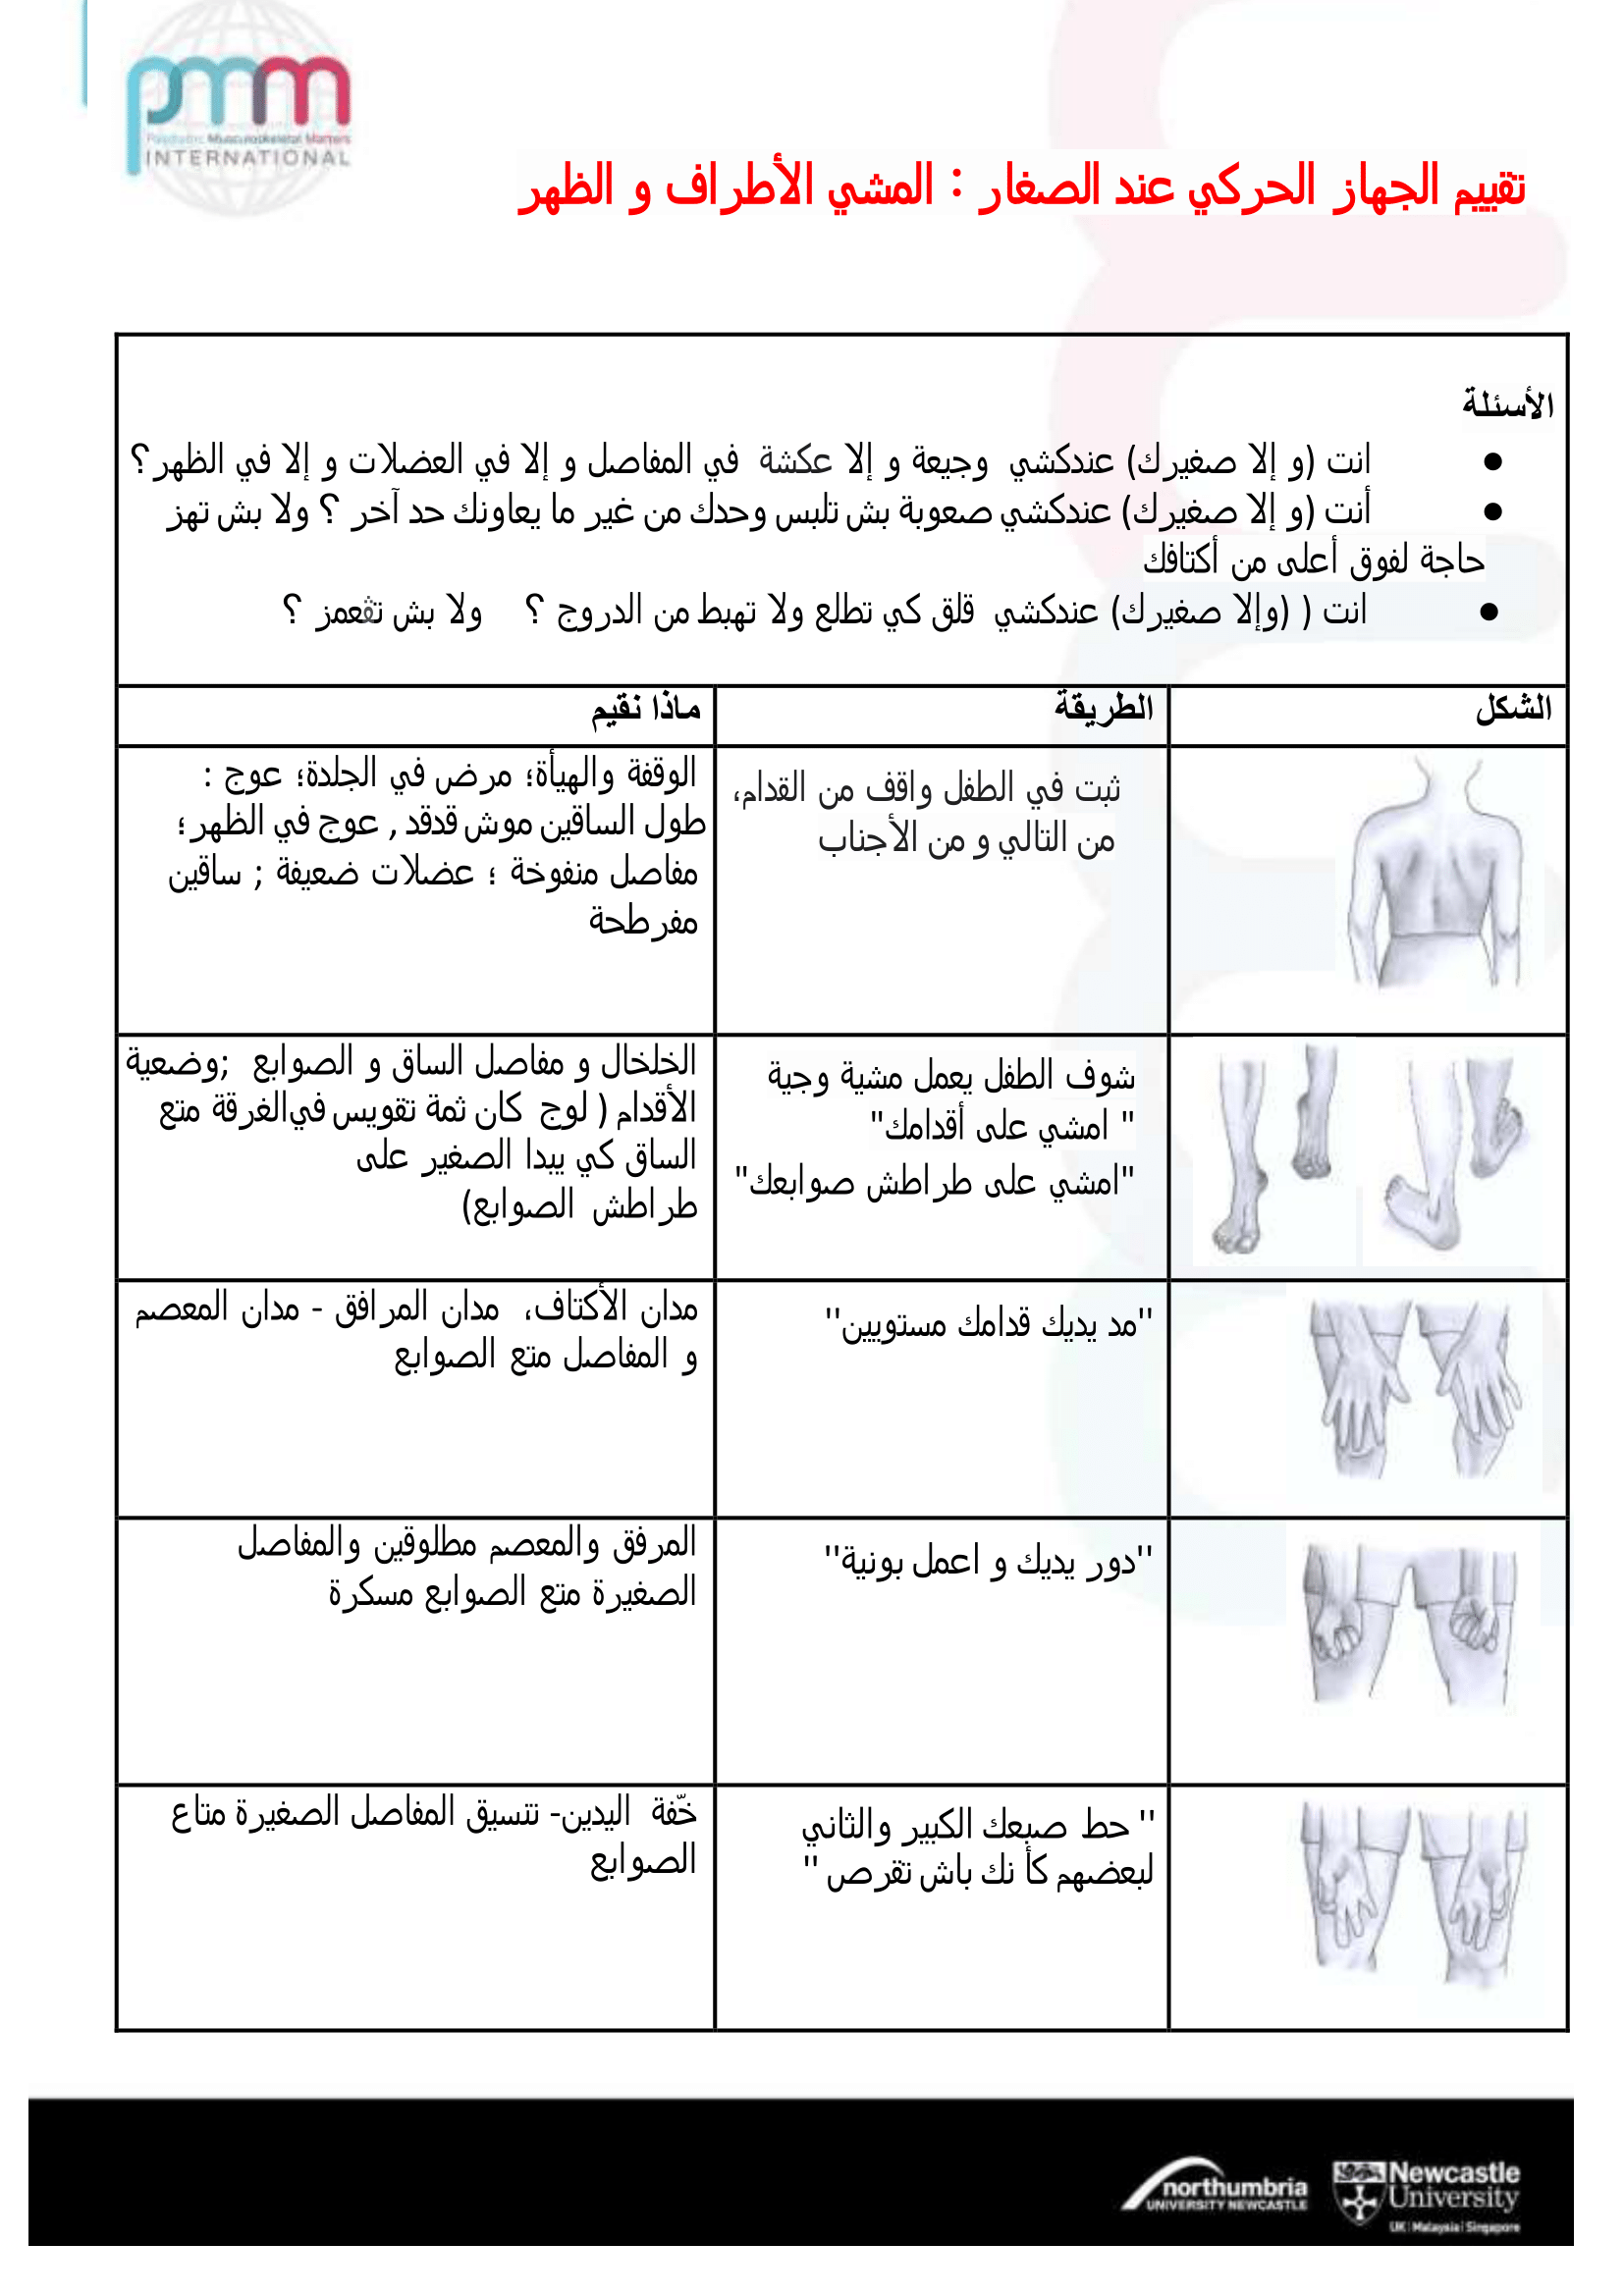 pmm
Paediatric Musculoskeletal Matters
INTERNATIONAL
تقييم الجهاز الحركي عند الصغار : المشي الأطراف و الظهر
الأسئلة
● انت (و إلا صغيرك) عندكشي وجيعة و إلا عكشة في المفاصل و إلا في العضلات و إلا في الظهر؟
● أنت (و إلا صغيرك) عندكشي صعوبة بش تلبس وحدك من غير ما يعاونك حد آخر ؟ ولا بش تهز
حاجة لفوق أعلى من أكتافك
● انت ( (وإلا صغيرك) عندكشي قلق كي تطلع ولا تهبط من الدروج ؟ ولا بش تڨعمز ؟
الشكل الطريقة ماذا نقيم
ثبت في الطفل واقف من القدام،
من التالي و من الأجناب
الوقفة والهيأة؛ مرض في الجلدة؛ عوج :
طول الساقين موش قدقد , عوج في الظهر؛
مفاصل منفوخة ؛ عضلات ضعيفة ; ساقين
مفرطحة
شوف الطفل يعمل مشية وجية
" امشي على أقدامك"
"امشي على طراطش صوابعك"
الخلخال و مفاصل الساق و الصوابع ;وضعية
الأقدام ( لوج كان ثمة تقويس في الغرقة متع
الساق كي يبدا الصغير على
طراطش الصوابع)
"مد يديك قدامك مستويين"
مدان الأكتاف، مدان المرافق - مدان المعصم
و المفاصل متع الصوابع
"دور يديك و اعمل بونية"
المرفق والمعصم مطلوقين والمفاصل
الصغيرة متع الصوابع مسكرة
" حط صبعك الكبير والثاني
لبعضهم كأ نك باش تقرص "
خّفة اليدين- تنسيق المفاصل الصغيرة متاع
الصوابع
northumbria
UNIVERSITY NEWCASTLE
Newcastle
University
UK | Malaysia | Singapore